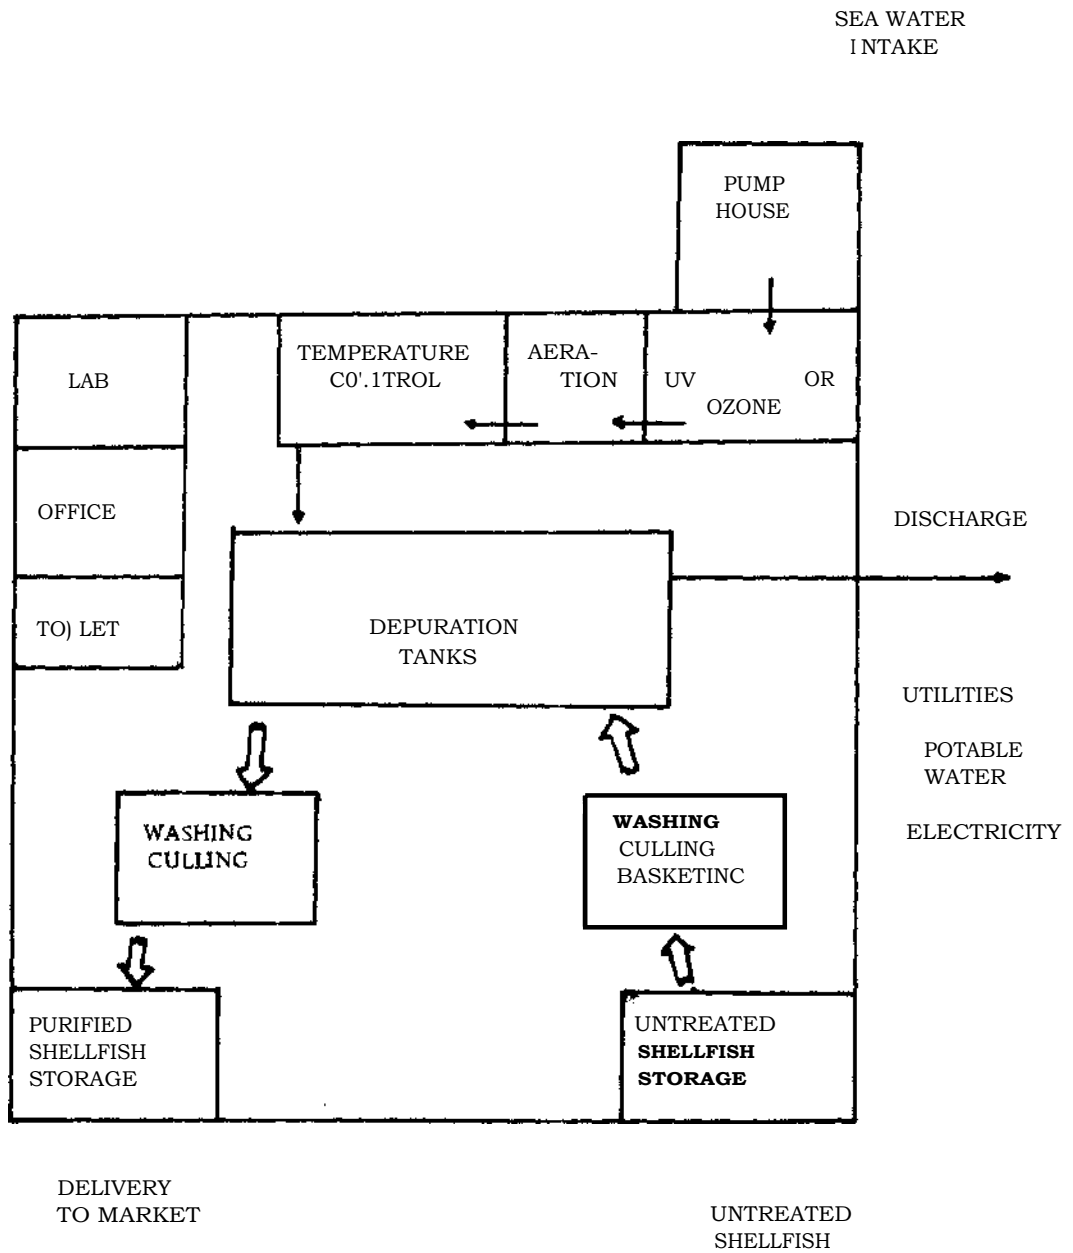 SEA WATER
INTAKE
PUMP
HOUSE
LAB
TEMPERATURE
C0'.1TROL
AERA-
TION
UV OR
OZONE
OFFICE
DISCHARGE
TO) LET
DEPURATION
TANKS
UTILITIES
POTABLE
WATER
ELECTRICITY
WASHING
CULLING
WASHING
CULLING
BASKETINC
PURIFIED
SHELLFISH
STORAGE
UNTREATED
SHELLFISH
STORAGE
DELIVERY
TO MARKET
UNTREATED
SHELLFISH